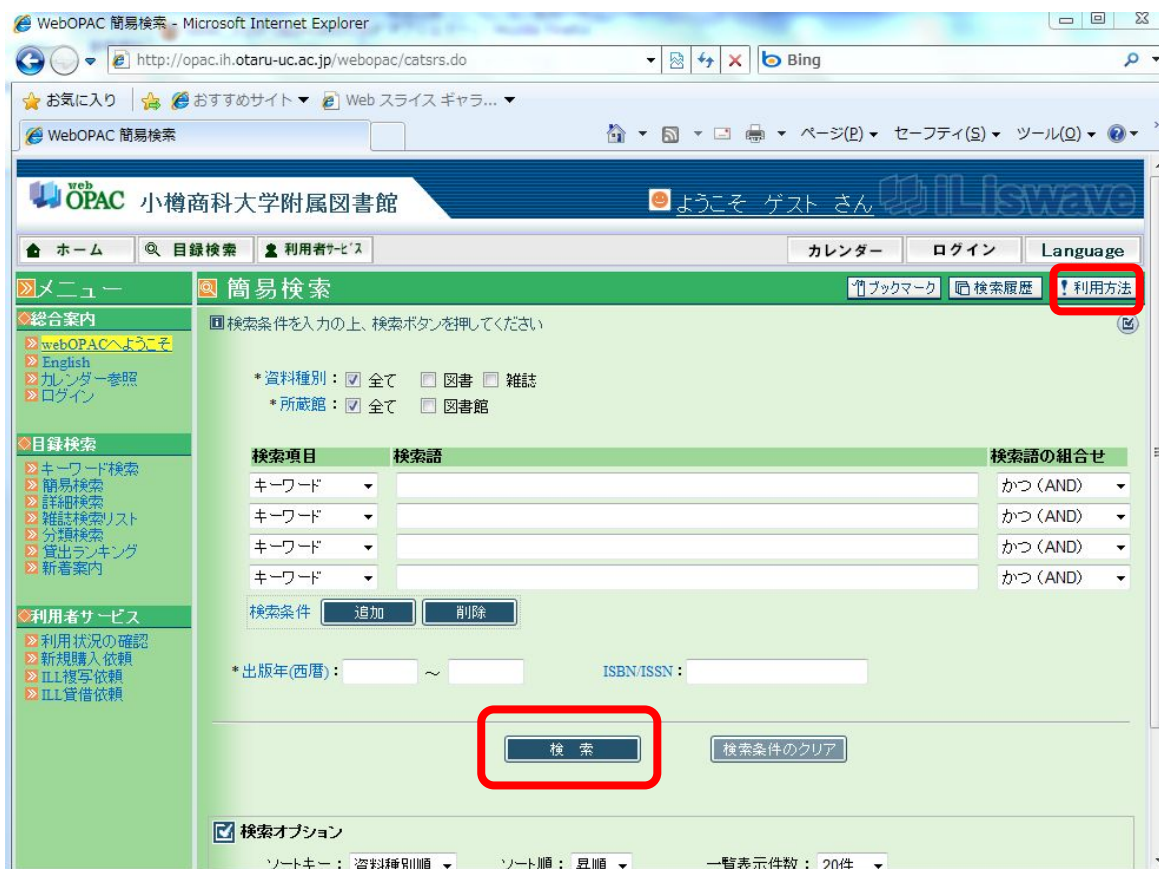 WebOPAC 簡易検索 - Microsoft Internet Explorer
http://opac.ih.otaru-uc.ac.jp/webopac/catsrs.do
Bing
お気に入り おすすめサイト ▼ Web スライス ギャラ... ▼
WebOPAC 簡易検索
ページ(P) セーフティ(S) ツール(O)
web OPAC 小樽商科大学附属図書館
ようこそ ゲスト さん
iLiswave
ホーム 目録検索 利用者サービス カレンダー ログイン Language
メニュー
簡易検索
ブックマーク 検索履歴 !利用方法
総合案内
webOPACへようこそ
English
カレンダー参照
ログイン
目録検索
キーワード検索
簡易検索
詳細検索
雑誌検索リスト
分類検索
貸出ランキング
新着案内
利用者サービス
利用状況の確認
新規購入依頼
ILL複写依頼
ILL貸借依頼
検索条件を入力の上、検索ボタンを押してください
*資料種別: 全て 図書 雑誌
*所蔵館: 全て 図書館
検索項目 検索語 検索語の組合せ
キーワード かつ(AND)
キーワード かつ(AND)
キーワード かつ(AND)
キーワード かつ(AND)
検索条件 追加 削除
*出版年(西暦): ～ ISBN/ISSN:
検 索 検索条件のクリア
検索オプション
ソートキー: 資料種別順 ソート順: 昇順 一覧表示件数: 20件